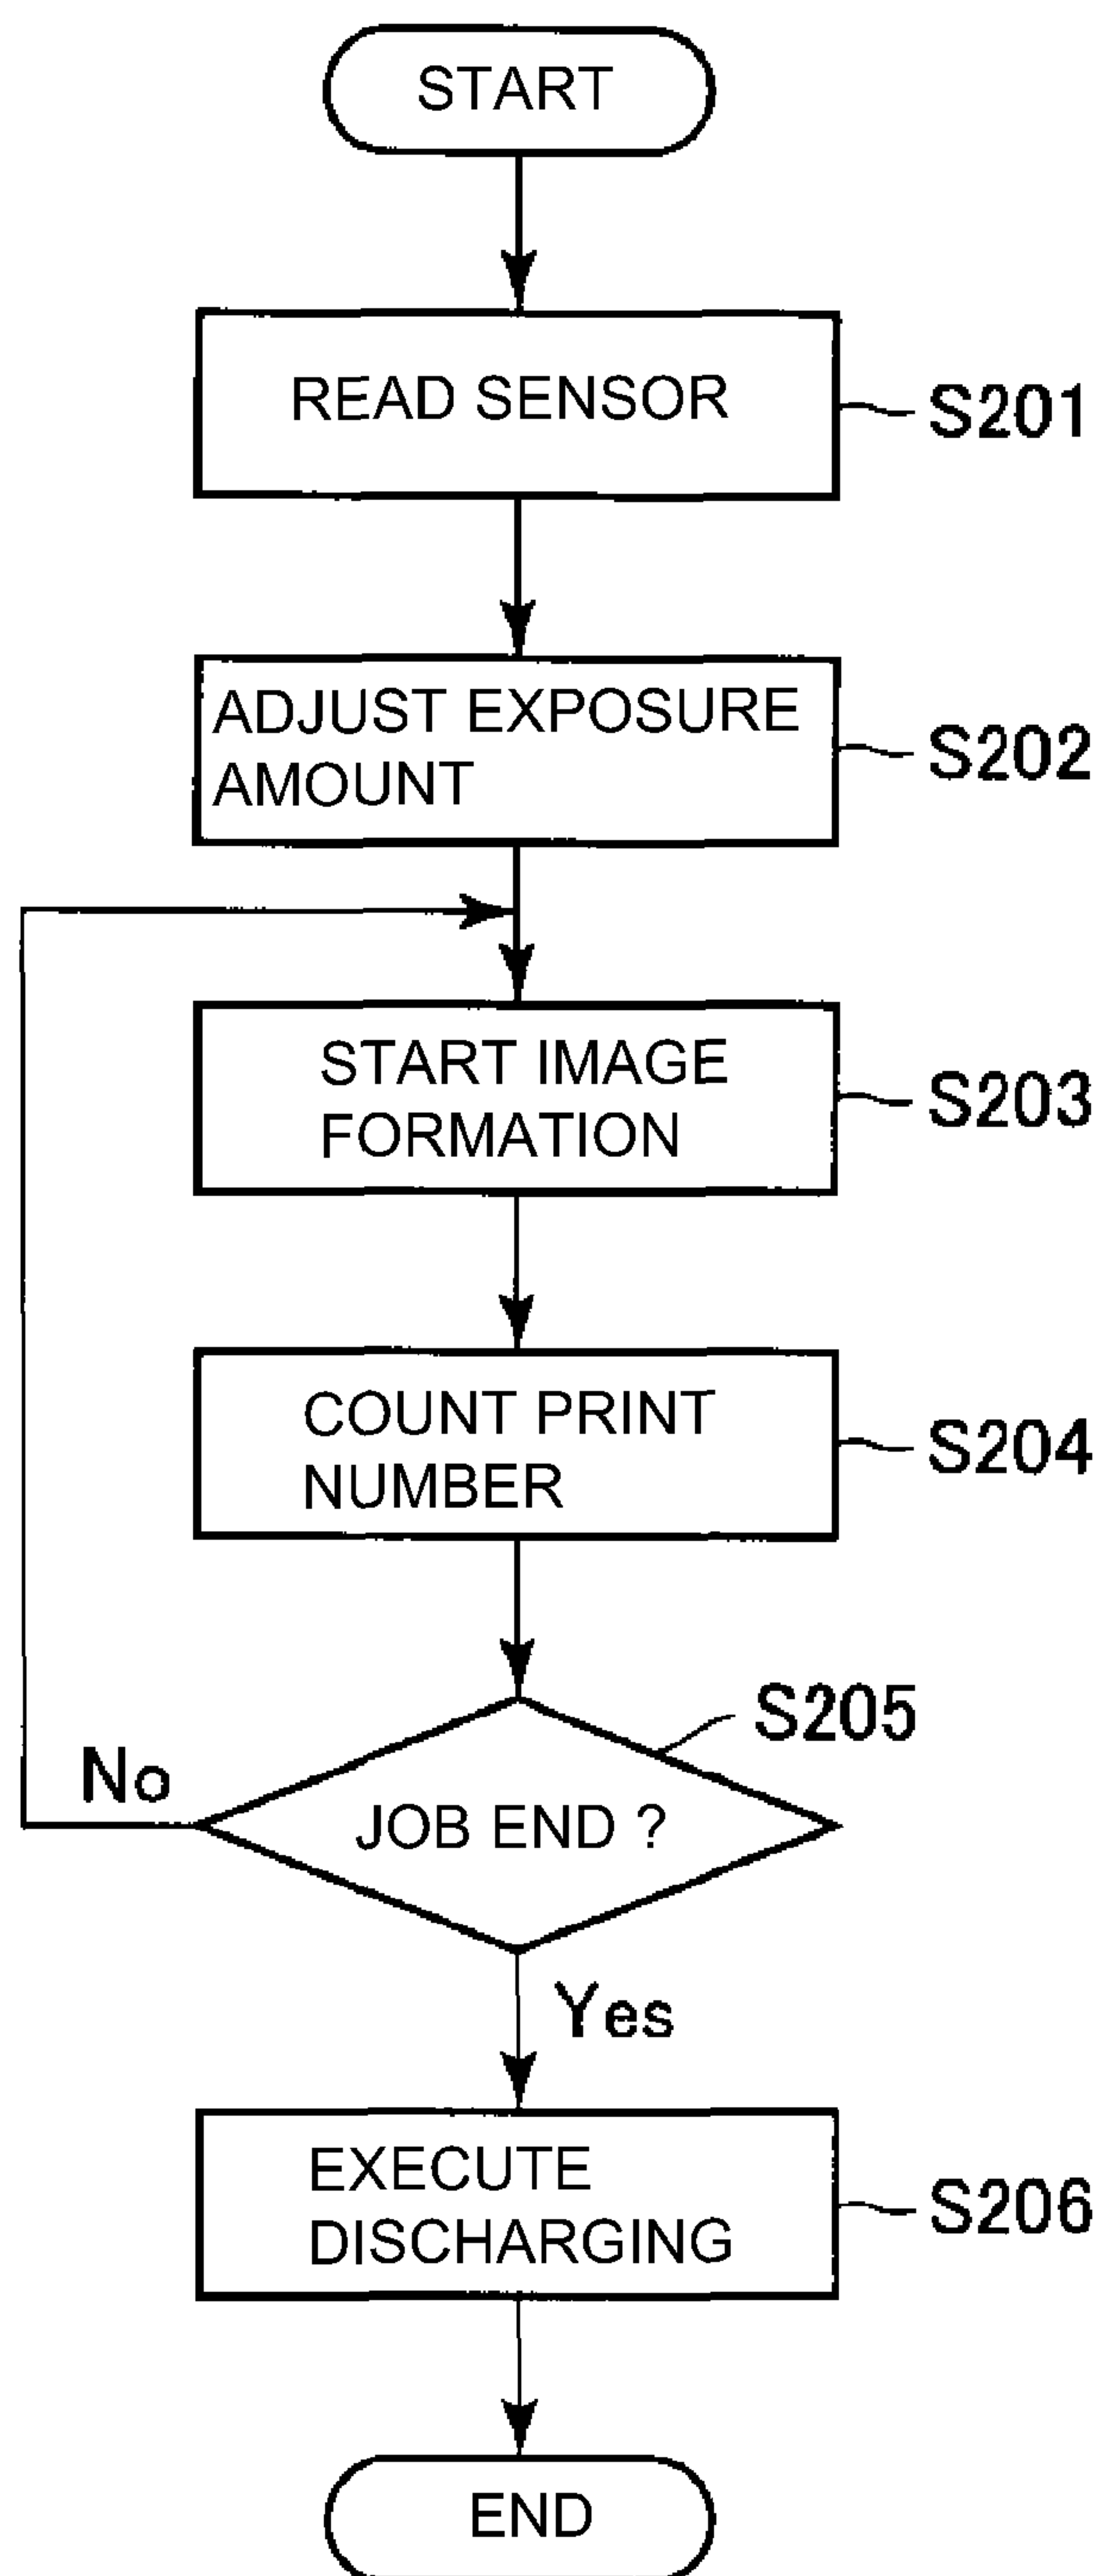 START
READ SENSOR
S201
ADJUST EXPOSURE
AMOUNT
S202
START IMAGE
FORMATION
S203
COUNT PRINT
NUMBER
S204
S205
No
JOB END ?
Yes
EXECUTE
DISCHARGING
S206
END